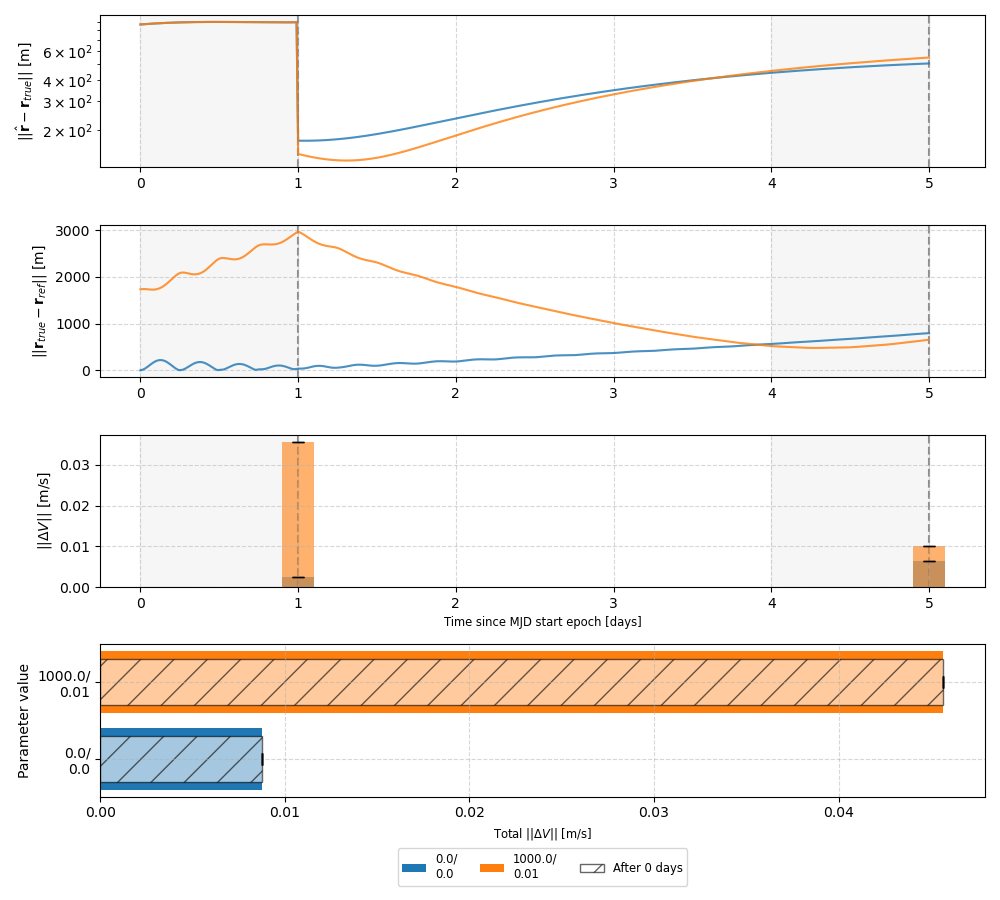 ||r̂ − r_true|| [m]
6 × 10²
4 × 10²
3 × 10²
2 × 10²
0 1 2 3 4 5
||r_true − r_ref|| [m]
3000
2000
1000
0
0 1 2 3 4 5
||ΔV|| [m/s]
0.03
0.02
0.01
0.00
0 1 2 3 4 5
Time since MJD start epoch [days]
Parameter value
1000.0/
0.01
0.0/
0.0
0.00 0.01 0.02 0.03 0.04
Total ||ΔV|| [m/s]
0.0/
0.0
1000.0/
0.01
After 0 days